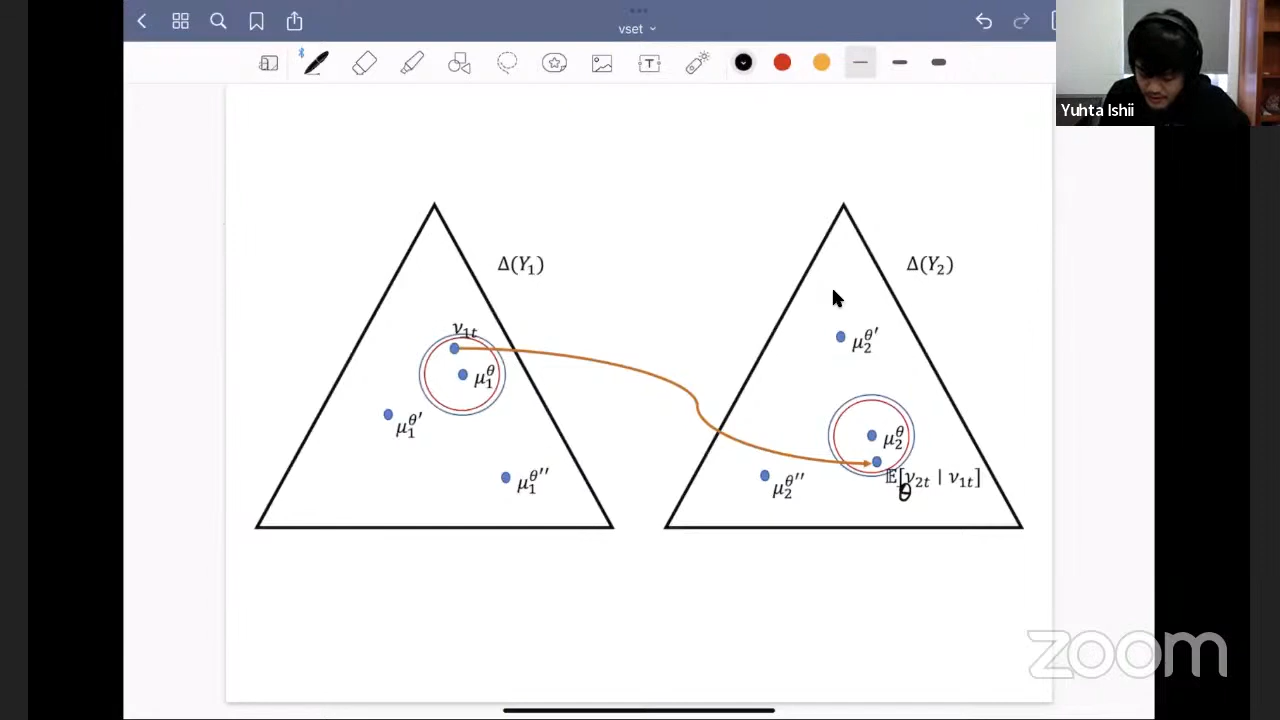 vset
Yuhta Ishii
Δ(Y₁)
Δ(Y₂)
ν₁ₜ
μ₁^θ
μ₁^θ′
μ₁^θ′′
μ₂^θ′
μ₂^θ
𝔼[ν₂ₜ | ν₁ₜ]
θ
μ₂^θ′′
zoom